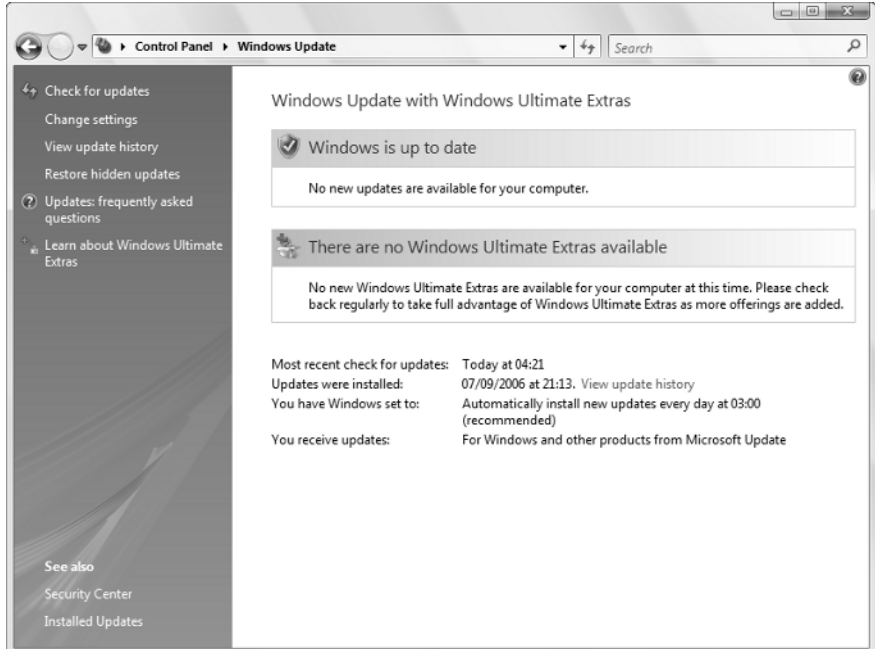 Control Panel Windows Update
Search
Check for updates
Change settings
View update history
Restore hidden updates
Updates: frequently asked
questions
Learn about Windows Ultimate
Extras
See also
Security Center
Installed Updates
Windows Update with Windows Ultimate Extras
Windows is up to date
No new updates are available for your computer.
There are no Windows Ultimate Extras available
No new Windows Ultimate Extras are available for your computer at this time. Please check
back regularly to take full advantage of Windows Ultimate Extras as more offerings are added.
Most recent check for updates: Today at 04:21
Updates were installed: 07/09/2006 at 21:13. View update history
You have Windows set to: Automatically install new updates every day at 03:00
(recommended)
You receive updates: For Windows and other products from Microsoft Update